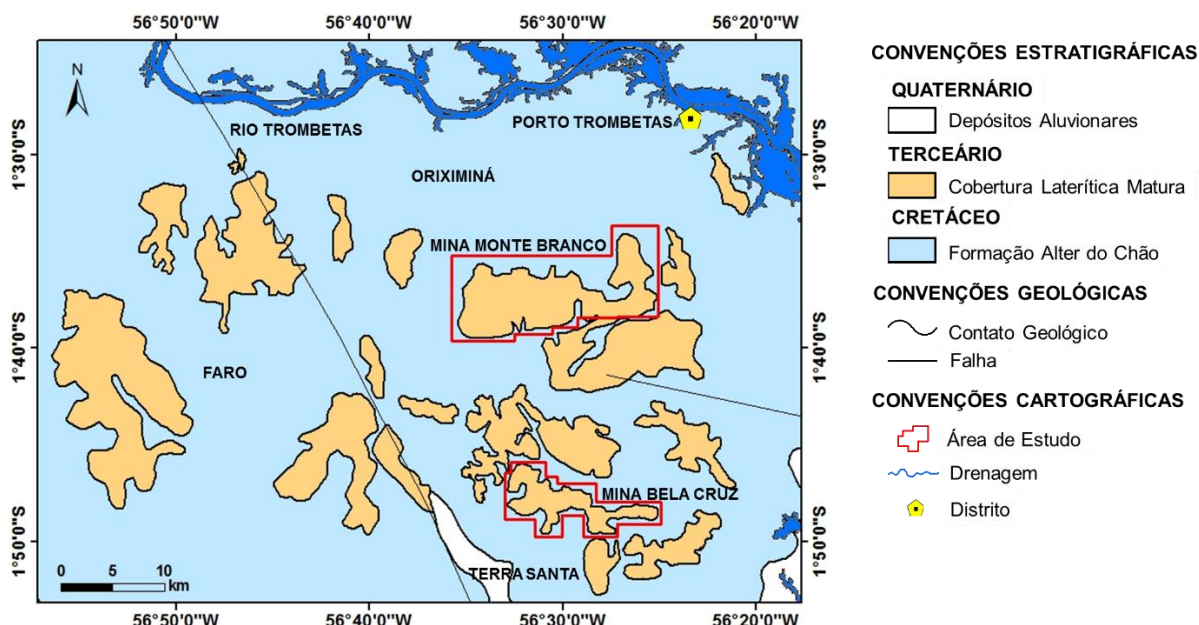 56°50'0"W 56°40'0"W 56°30'0"W 56°20'0"W
N
RIO TROMBETAS
PORTO TROMBETAS
1°30'0"S 1°30'0"S
ORIXIMINÁ
MINA MONTE BRANCO
1°40'0"S 1°40'0"S
FARO
MINA BELA CRUZ
1°50'0"S 1°50'0"S
TERRA SANTA
0 5 10
km
56°50'0"W 56°40'0"W 56°30'0"W 56°20'0"W
CONVENÇÕES ESTRATIGRÁFICAS
QUATERNÁRIO
Depósitos Aluvionares
TERCEÁRIO
Cobertura Laterítica Matura
CRETÁCEO
Formação Alter do Chão
CONVENÇÕES GEOLÓGICAS
Contato Geológico
Falha
CONVENÇÕES CARTOGRÁFICAS
Área de Estudo
Drenagem
Distrito